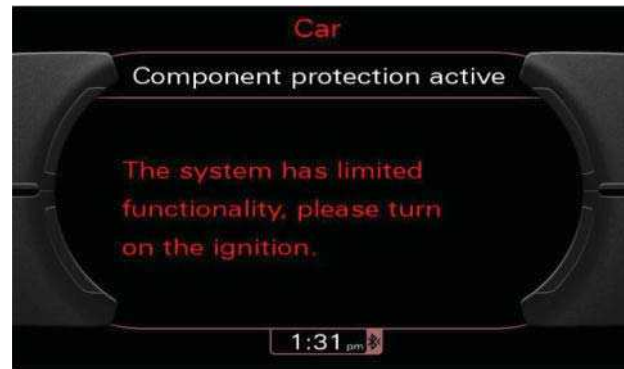 Car
Component protection active
The system has limited
functionality, please turn
on the ignition.
1:31 pm